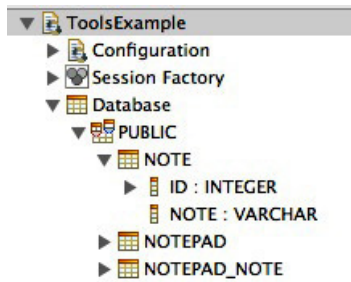 ToolsExample
Configuration
Session Factory
Database
PUBLIC
NOTE
ID : INTEGER
NOTE : VARCHAR
NOTEPAD
NOTEPAD_NOTE